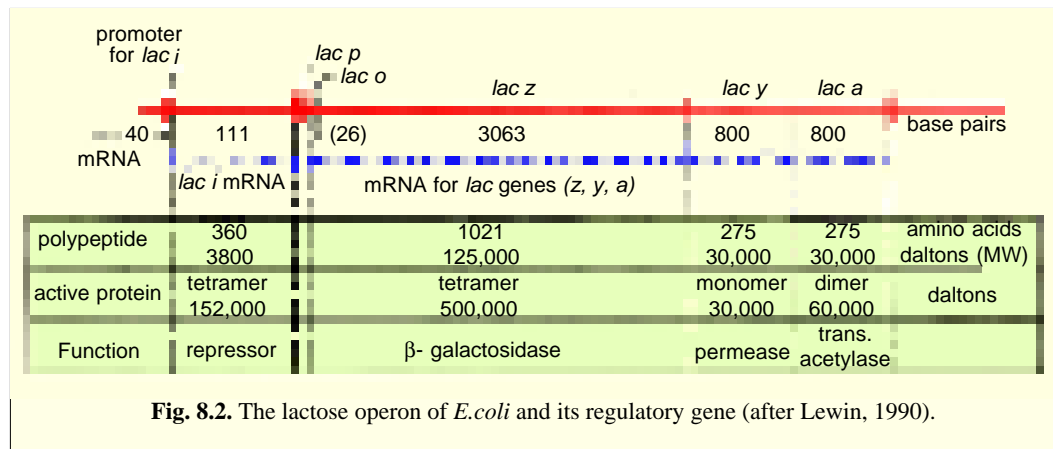 promoter
for lac i
lac p
lac o
lac z
lac y
lac a
40
111
(26)
3063
800
800
base pairs
mRNA
lac i mRNA
mRNA for lac genes (z, y, a)
polypeptide
360
3800
1021
125,000
275
30,000
275
30,000
amino acids
daltons (MW)
active protein
tetramer
152,000
tetramer
500,000
monomer
30,000
dimer
60,000
daltons
Function
repressor
β- galactosidase
permease
trans.
acetylase
Fig. 8.2. The lactose operon of E.coli and its regulatory gene (after Lewin, 1990).